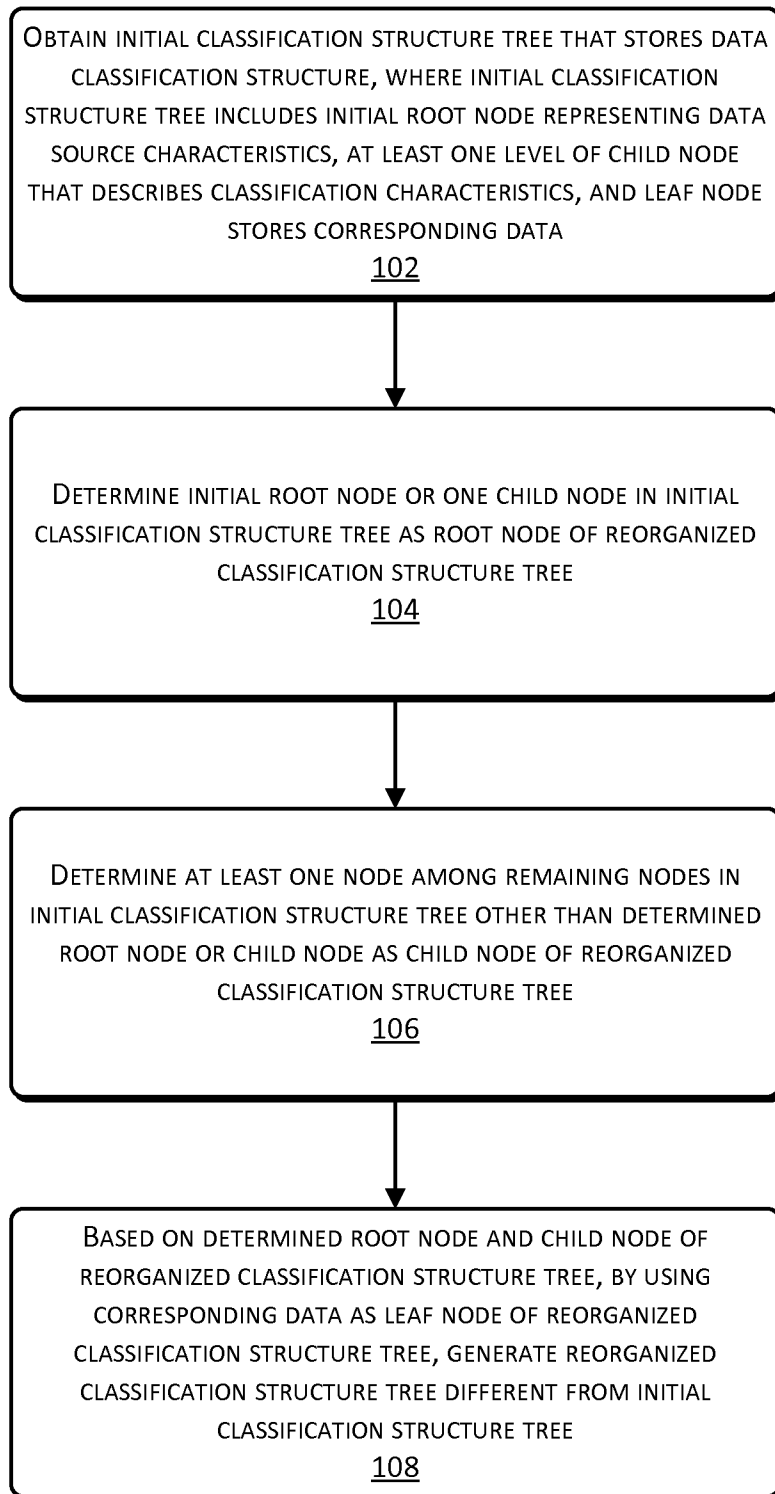 OBTAIN INITIAL CLASSIFICATION STRUCTURE TREE THAT STORES DATA
CLASSIFICATION STRUCTURE, WHERE INITIAL CLASSIFICATION
STRUCTURE TREE INCLUDES INITIAL ROOT NODE REPRESENTING DATA
SOURCE CHARACTERISTICS, AT LEAST ONE LEVEL OF CHILD NODE
THAT DESCRIBES CLASSIFICATION CHARACTERISTICS, AND LEAF NODE
STORES CORRESPONDING DATA
102
DETERMINE INITIAL ROOT NODE OR ONE CHILD NODE IN INITIAL
CLASSIFICATION STRUCTURE TREE AS ROOT NODE OF REORGANIZED
CLASSIFICATION STRUCTURE TREE
104
DETERMINE AT LEAST ONE NODE AMONG REMAINING NODES IN
INITIAL CLASSIFICATION STRUCTURE TREE OTHER THAN DETERMINED
ROOT NODE OR CHILD NODE AS CHILD NODE OF REORGANIZED
CLASSIFICATION STRUCTURE TREE
106
BASED ON DETERMINED ROOT NODE AND CHILD NODE OF
REORGANIZED CLASSIFICATION STRUCTURE TREE, BY USING
CORRESPONDING DATA AS LEAF NODE OF REORGANIZED
CLASSIFICATION STRUCTURE TREE, GENERATE REORGANIZED
CLASSIFICATION STRUCTURE TREE DIFFERENT FROM INITIAL
CLASSIFICATION STRUCTURE TREE
108